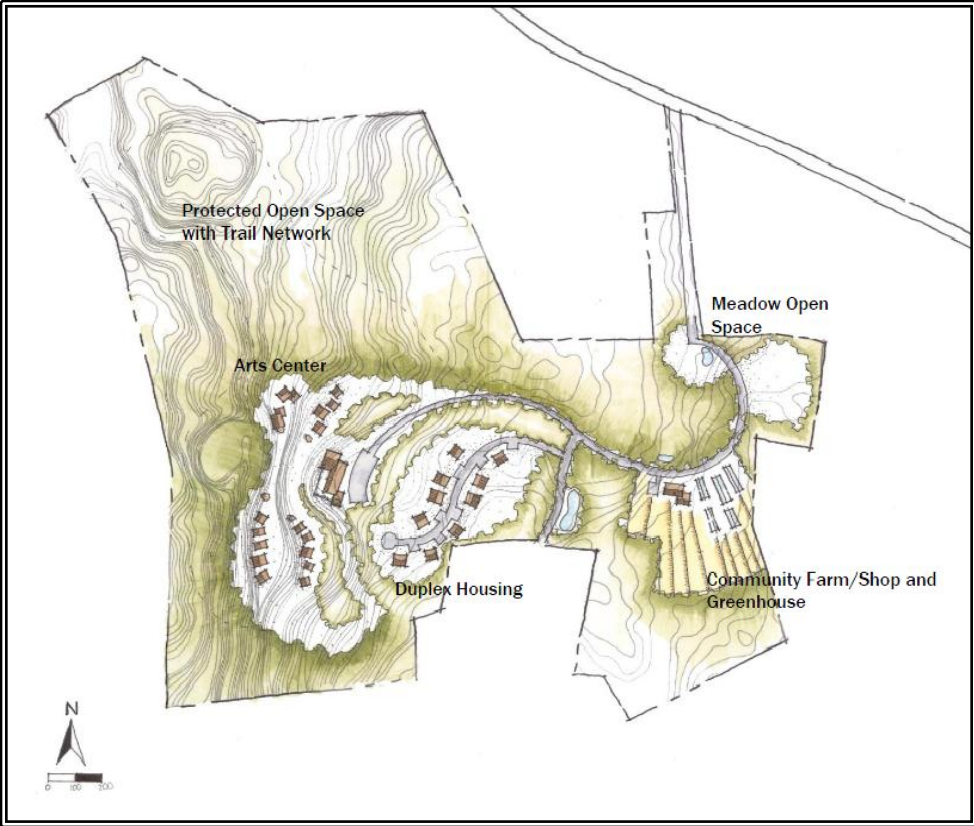 Protected Open Space
with Trail Network
Meadow Open
Space
Arts Center
Duplex Housing
Community Farm/Shop and
Greenhouse
N
0 100 200